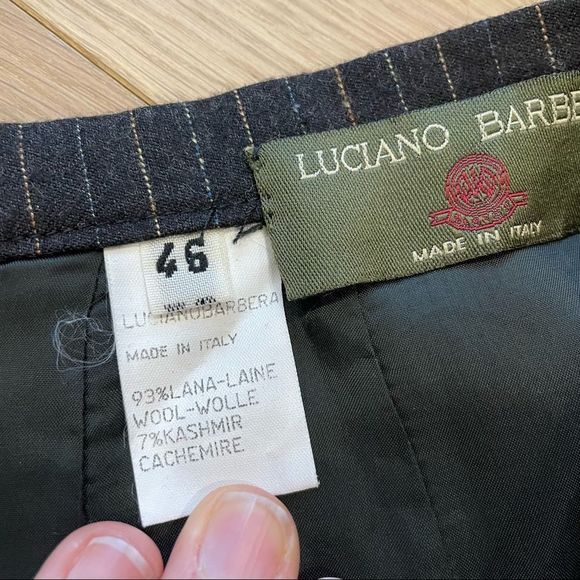 LUCIANO BARBE
MADE IN ITALY
46
LUCIANOBARBERA
MADE IN ITALY
93%LANA-LAINE
WOOL-WOLLE
7%KASHMIR
CACHEMIRE